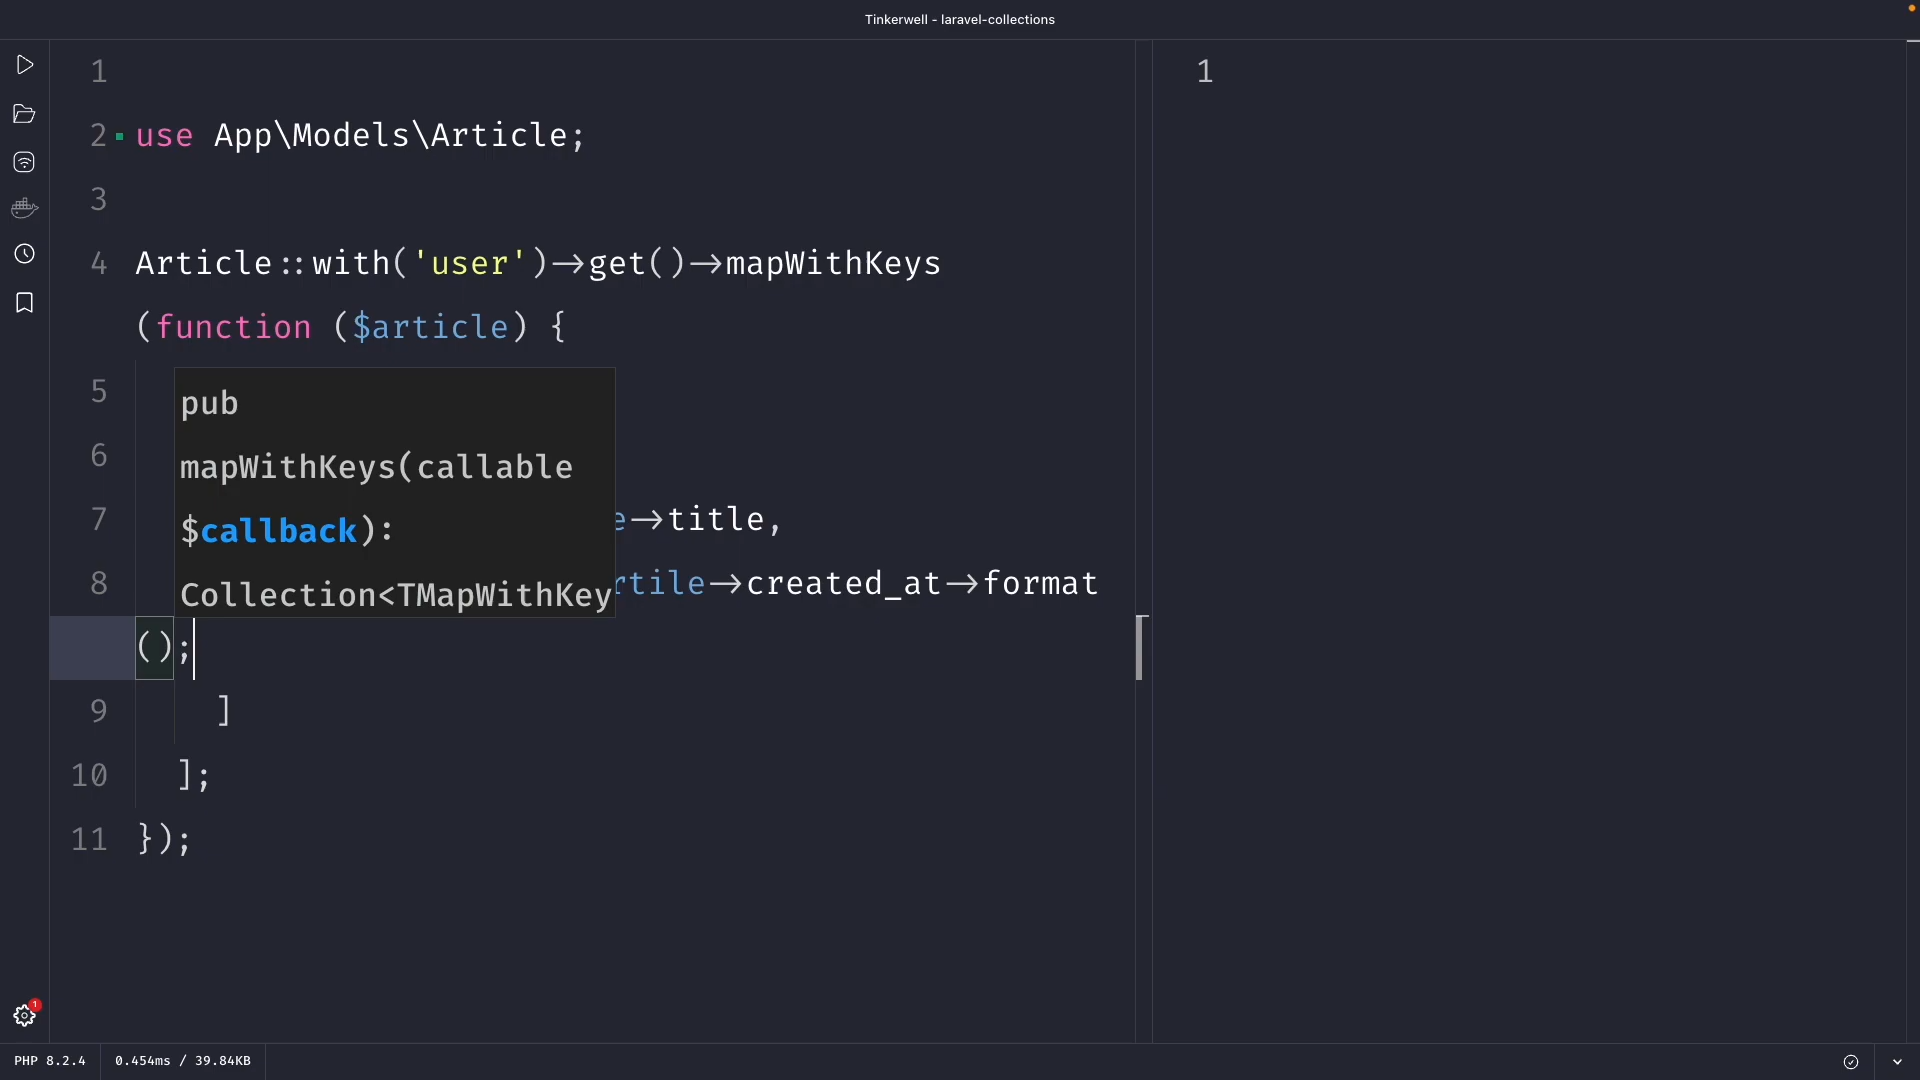 Tinkerwell - laravel-collections
1
1
2 use App\Models\Article;
3
4 Article::with('user')->get()->mapWithKeys
(function ($article) {
5 pub
6 mapWithKeys(callable
7 $callback): e->title,
8 Collection<TMapWithKey rtile->created_at->format
();
9 ]
10 ];
11 });
1
PHP 8.2.4 0.454ms / 39.84KB